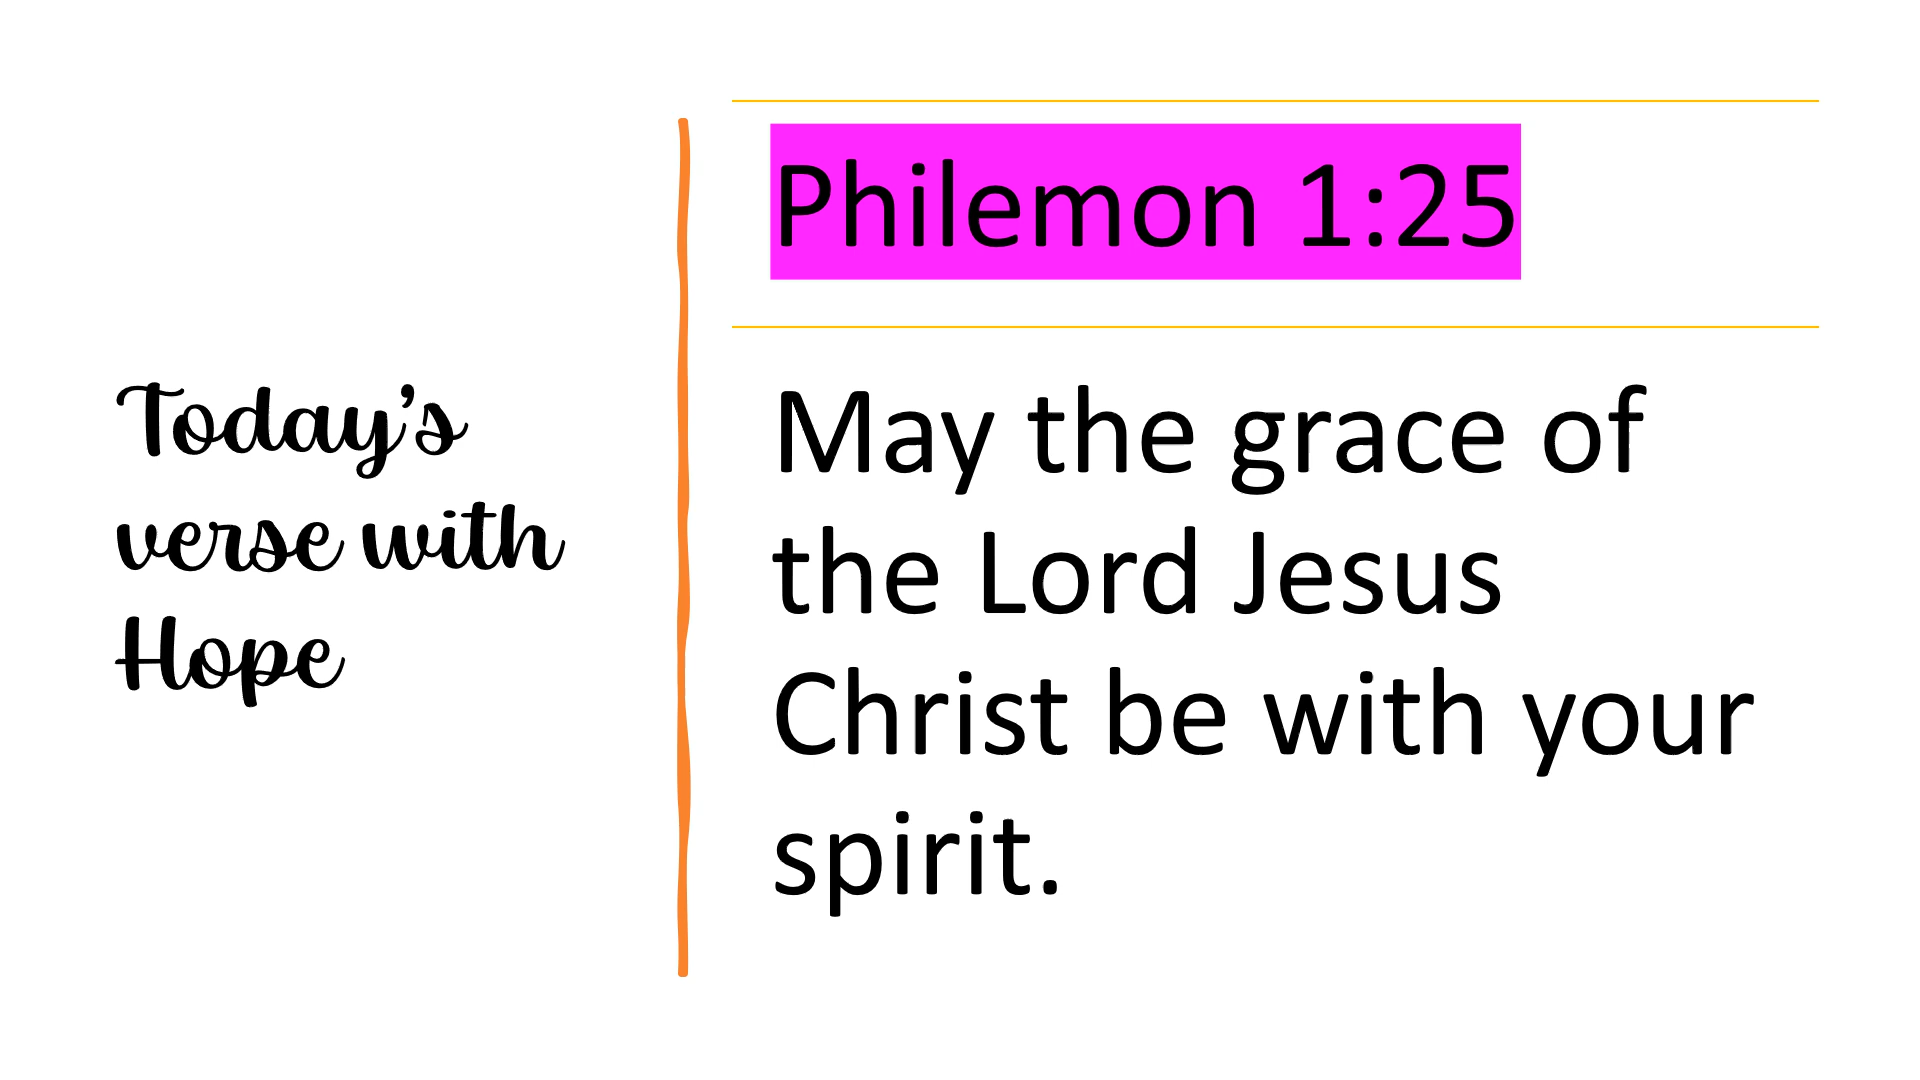 Today’s
verse with
Hope
Philemon 1:25
May the grace of
the Lord Jesus
Christ be with your
spirit.